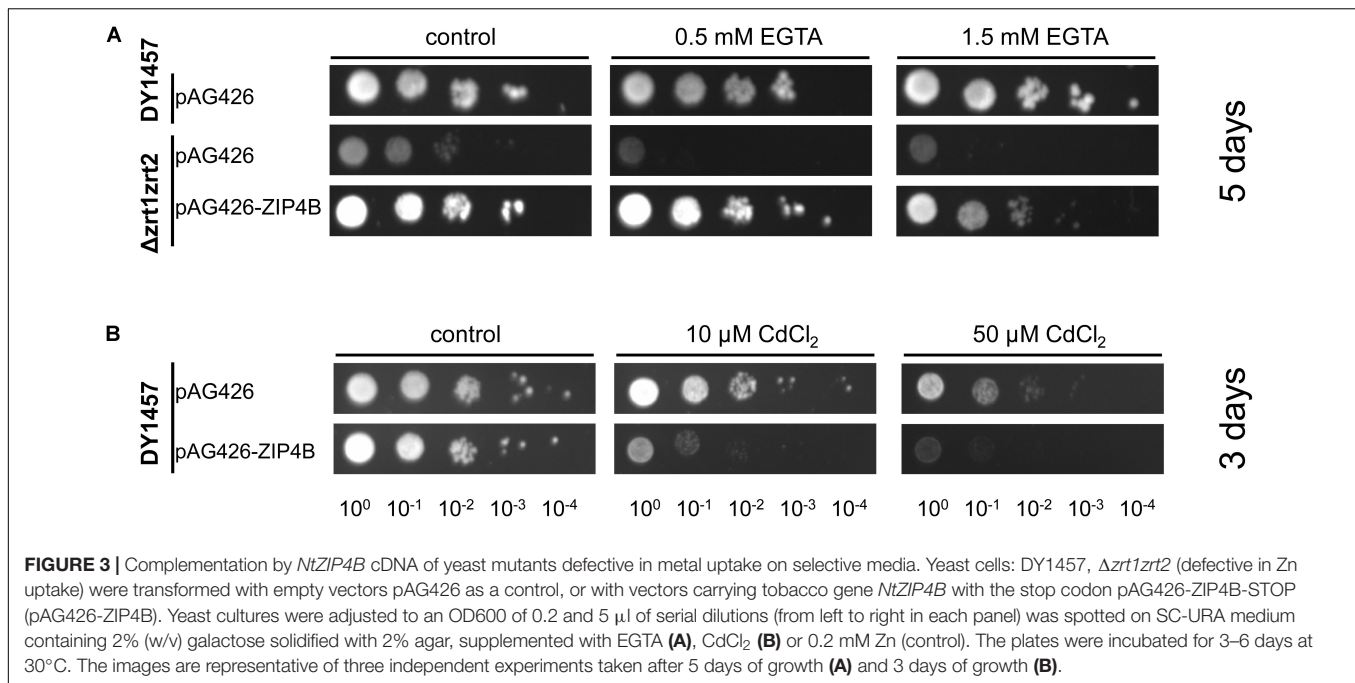 A
control 0.5 mM EGTA 1.5 mM EGTA
DY1457
pAG426
Δzrt1zrt2
pAG426
pAG426-ZIP4B
5 days
B
control 10 µM CdCl₂ 50 µM CdCl₂
DY1457
pAG426
pAG426-ZIP4B
3 days
10⁰ 10⁻¹ 10⁻² 10⁻³ 10⁻⁴ 10⁰ 10⁻¹ 10⁻² 10⁻³ 10⁻⁴ 10⁰ 10⁻¹ 10⁻² 10⁻³ 10⁻⁴
FIGURE 3 | Complementation by NtZIP4B cDNA of yeast mutants defective in metal uptake on selective media. Yeast cells: DY1457, Δzrt1zrt2 (defective in Zn
uptake) were transformed with empty vectors pAG426 as a control, or with vectors carrying tobacco gene NtZIP4B with the stop codon pAG426-ZIP4B-STOP
(pAG426-ZIP4B). Yeast cultures were adjusted to an OD600 of 0.2 and 5 µl of serial dilutions (from left to right in each panel) was spotted on SC-URA medium
containing 2% (w/v) galactose solidified with 2% agar, supplemented with EGTA (A), CdCl₂ (B) or 0.2 mM Zn (control). The plates were incubated for 3–6 days at
30°C. The images are representative of three independent experiments taken after 5 days of growth (A) and 3 days of growth (B).